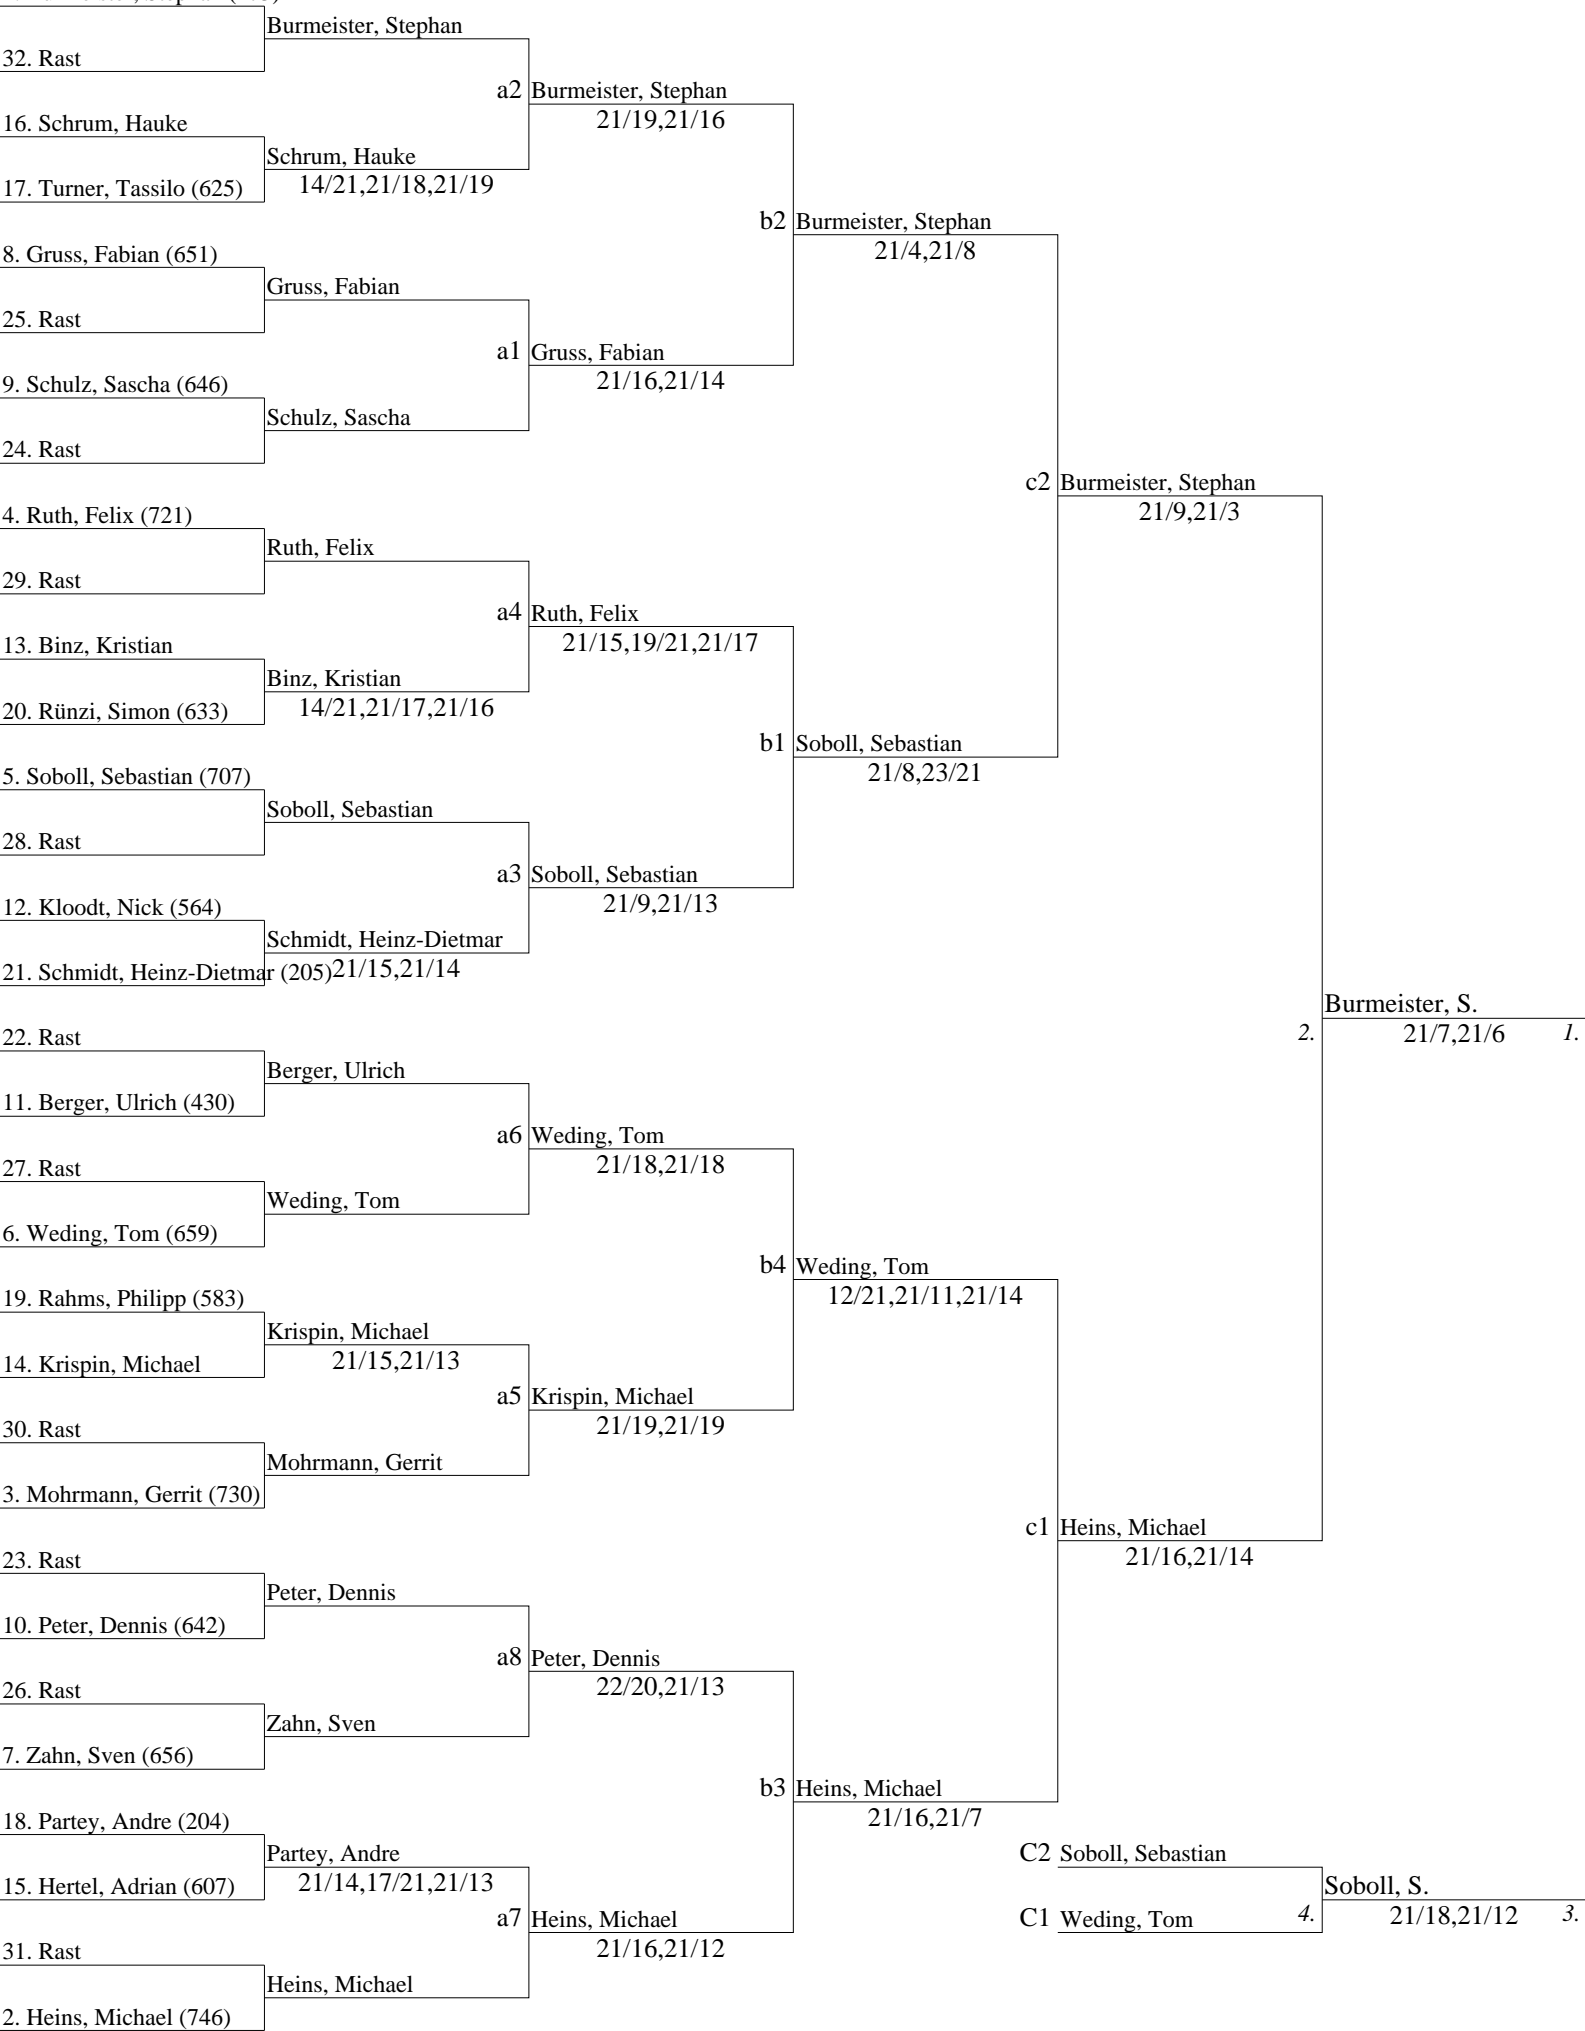 Burmeister, Stephan
32. Rast
a2 Burmeister, Stephan
21/19,21/16
16. Schrum, Hauke
Schrum, Hauke
14/21,21/18,21/19
17. Turner, Tassilo (625)
b2 Burmeister, Stephan
21/4,21/8
8. Gruss, Fabian (651)
Gruss, Fabian
25. Rast
a1 Gruss, Fabian
21/16,21/14
9. Schulz, Sascha (646)
Schulz, Sascha
24. Rast
c2 Burmeister, Stephan
21/9,21/3
4. Ruth, Felix (721)
Ruth, Felix
29. Rast
a4 Ruth, Felix
21/15,19/21,21/17
13. Binz, Kristian
Binz, Kristian
14/21,21/17,21/16
20. Rünzi, Simon (633)
b1 Soboll, Sebastian
21/8,23/21
5. Soboll, Sebastian (707)
Soboll, Sebastian
28. Rast
a3 Soboll, Sebastian
21/9,21/13
12. Kloodt, Nick (564)
Schmidt, Heinz-Dietmar
21. Schmidt, Heinz-Dietmar (205) 21/15,21/14
Burmeister, S.
2. 21/7,21/6 1.
22. Rast
Berger, Ulrich
11. Berger, Ulrich (430)
a6 Weding, Tom
21/18,21/18
27. Rast
Weding, Tom
6. Weding, Tom (659)
b4 Weding, Tom
12/21,21/11,21/14
19. Rahms, Philipp (583)
Krispin, Michael
21/15,21/13
14. Krispin, Michael
a5 Krispin, Michael
21/19,21/19
30. Rast
Mohrmann, Gerrit
3. Mohrmann, Gerrit (730)
c1 Heins, Michael
21/16,21/14
23. Rast
Peter, Dennis
10. Peter, Dennis (642)
a8 Peter, Dennis
22/20,21/13
26. Rast
Zahn, Sven
7. Zahn, Sven (656)
b3 Heins, Michael
21/16,21/7
18. Partey, Andre (204)
Partey, Andre
21/14,17/21,21/13
15. Hertel, Adrian (607)
a7 Heins, Michael
21/16,21/12
31. Rast
Heins, Michael
2. Heins, Michael (746)
C2 Soboll, Sebastian
Soboll, S.
C1 Weding, Tom 4. 21/18,21/12 3.